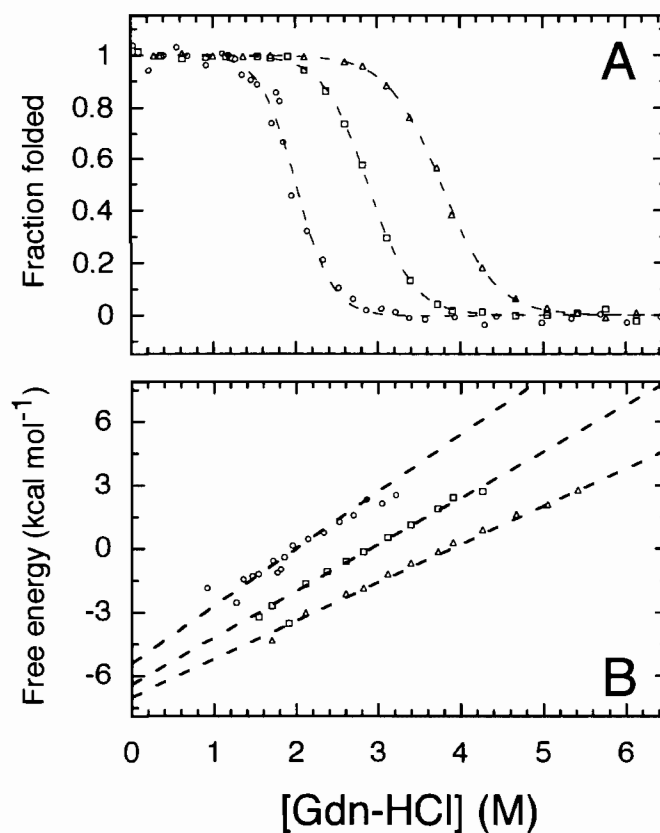 A
Fraction folded
1
0.8
0.6
0.4
0.2
0
B
Free energy (kcal mol⁻¹)
6
3
0
-3
-6
0 1 2 3 4 5 6
[Gdn-HCl] (M)